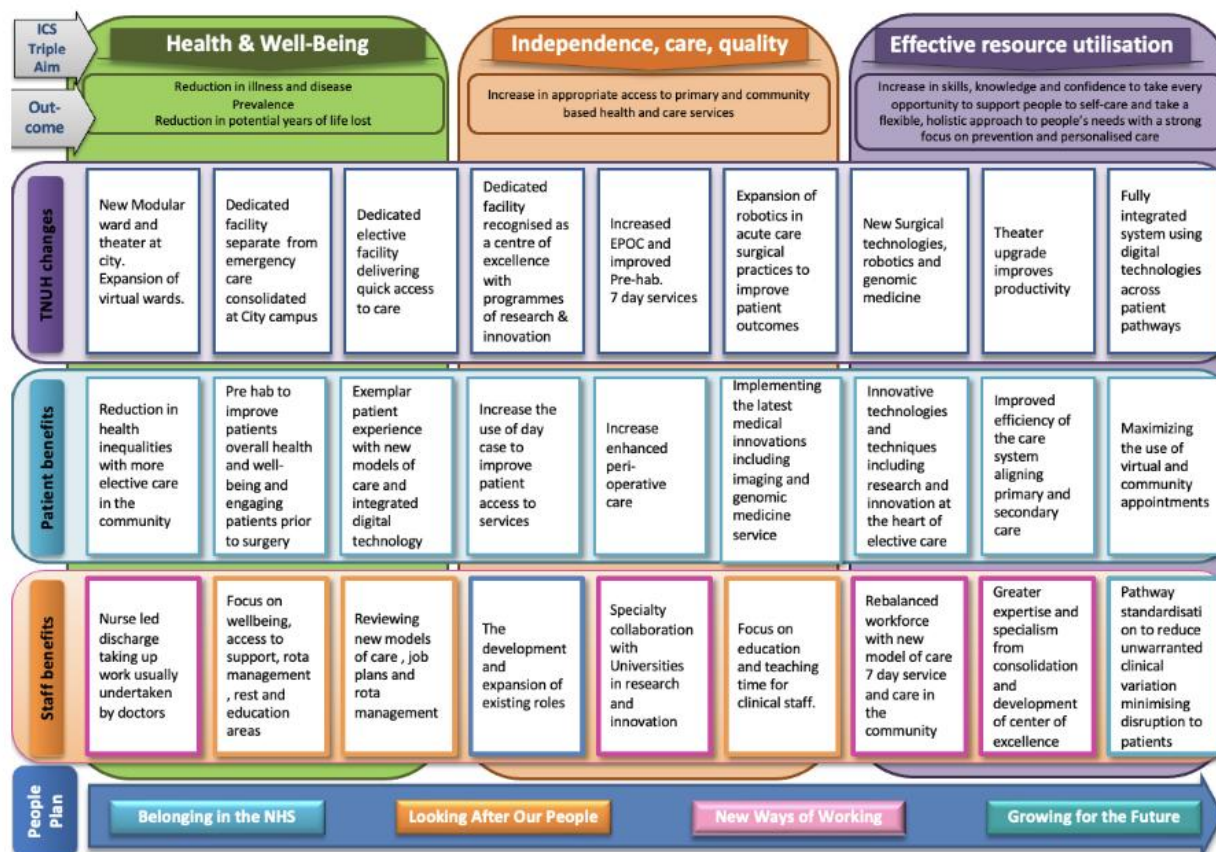 ICS
Triple
Aim
Health & Well-Being
Independence, care, quality
Effective resource utilisation
Out-
come
Reduction in illness and disease
Prevalence
Reduction in potential years of life lost
Increase in appropriate access to primary and community
based health and care services
Increase in skills, knowledge and confidence to take every
opportunity to support people to self-care and take a
flexible, holistic approach to people's needs with a strong
focus on prevention and personalised care
TNUH changes
New Modular
ward and
theater at
city.
Expansion of
virtual wards.
Dedicated
facility
separate from
emergency
care
consolidated
at City campus
Dedicated
elective
facility
delivering
quick access
to care
Dedicated
facility
recognised as
a centre of
excellence
with
programmes
of research &
innovation
Increased
EPOC and
improved
Pre-hab.
7 day services
Expansion of
robotics in
acute care
surgical
practices to
improve
patient
outcomes
New Surgical
technologies,
robotics and
genomic
medicine
Theater
upgrade
improves
productivity
Fully
integrated
system using
digital
technologies
across
patient
pathways
Patient benefits
Reduction in
health
inequalities
with more
elective care
in the
community
Pre hab to
improve
patients
overall health
and well-
being and
engaging
patients prior
to surgery
Exemplar
patient
experience
with new
models of
care and
integrated
digital
technology
Increase the
use of day
case to
improve
patient
access to
services
Increase
enhanced
peri-
operative care
Implementing
the latest
medical
innovations
including
imaging and
genomic
medicine
service
Innovative
technologies
and
techniques
including
research and
innovation at
the heart of
elective care
Improved
efficiency of
the care
system
aligning
primary and
secondary
care
Maximizing
the use of
virtual and
community
appointments
Staff benefits
Nurse led
discharge
taking up
work usually
undertaken
by doctors
Focus on
wellbeing,
access to
support, rota
management
, rest and
education
areas
Reviewing
new models
of care , job
plans and
rota
management
The
development
and
expansion of
existing roles
Specialty
collaboration
with
Universities
in research
and
innovation
Focus on
education
and teaching
time for
clinical staff.
Rebalanced
workforce
with new
model of care
7 day service
and care in
the
community
Greater
expertise and
specialism
from
consolidation
and
development
of center of
excellence
Pathway
standardisati
on to reduce
unwarranted
clinical
variation
minimising
disruption to
patients
People
Plan
Belonging in the NHS
Looking After Our People
New Ways of Working
Growing for the Future